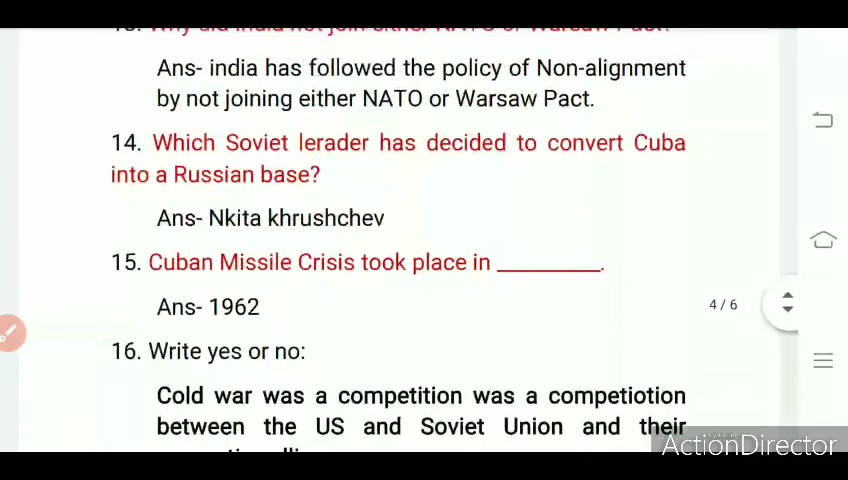 Ans- india has followed the policy of Non-alignment
by not joining either NATO or Warsaw Pact.
14. Which Soviet lerader has decided to convert Cuba
into a Russian base?
Ans- Nkita khrushchev
15. Cuban Missile Crisis took place in _________.
Ans- 1962
4 / 6
16. Write yes or no:
Cold war was a competition was a competiotion
between the US and Soviet Union and their
ActionDirector